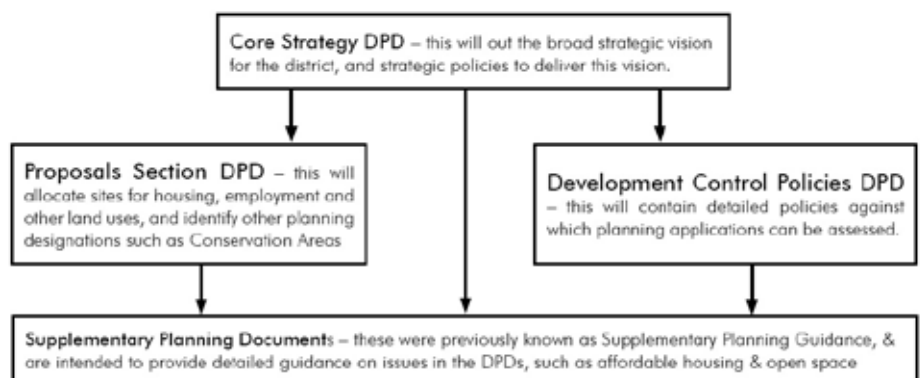 Core Strategy DPD – this will out the broad strategic vision
for the district, and strategic policies to deliver this vision.
Proposals Section DPD – this will
allocate sites for housing, employment and
other land uses, and identify other planning
designations such as Conservation Areas
Development Control Policies DPD
– this will contain detailed policies against
which planning applications can be assessed.
Supplementary Planning Documents – these were previously known as Supplementary Planning Guidance, &
are intended to provide detailed guidance on issues in the DPDs, such as affordable housing & open space